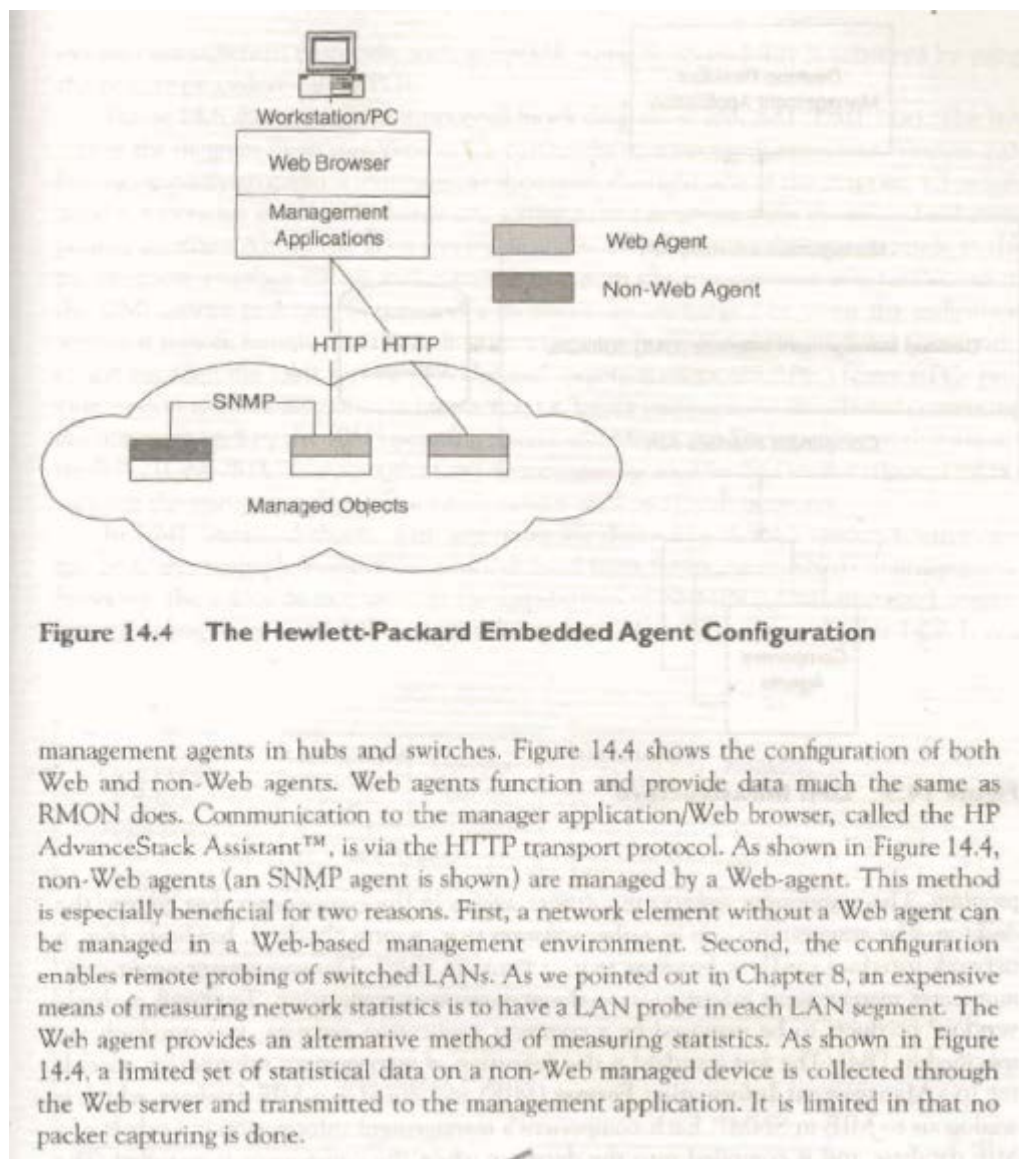 Workstation/PC
Web Browser
Management
Applications
Web Agent
Non-Web Agent
HTTP HTTP
SNMP
Managed Objects
Figure 14.4 The Hewlett-Packard Embedded Agent Configuration
management agents in hubs and switches. Figure 14.4 shows the configuration of both
Web and non-Web agents. Web agents function and provide data much the same as
RMON does. Communication to the manager application/Web browser, called the HP
AdvanceStack Assistant™, is via the HTTP transport protocol. As shown in Figure 14.4,
non-Web agents (an SNMP agent is shown) are managed by a Web-agent. This method
is especially beneficial for two reasons. First, a network element without a Web agent can
be managed in a Web-based management environment. Second, the configuration
enables remote probing of switched LANs. As we pointed out in Chapter 8, an expensive
means of measuring network statistics is to have a LAN probe in each LAN segment. The
Web agent provides an alternative method of measuring statistics. As shown in Figure
14.4, a limited set of statistical data on a non-Web managed device is collected through
the Web server and transmitted to the management application. It is limited in that no
packet capturing is done.